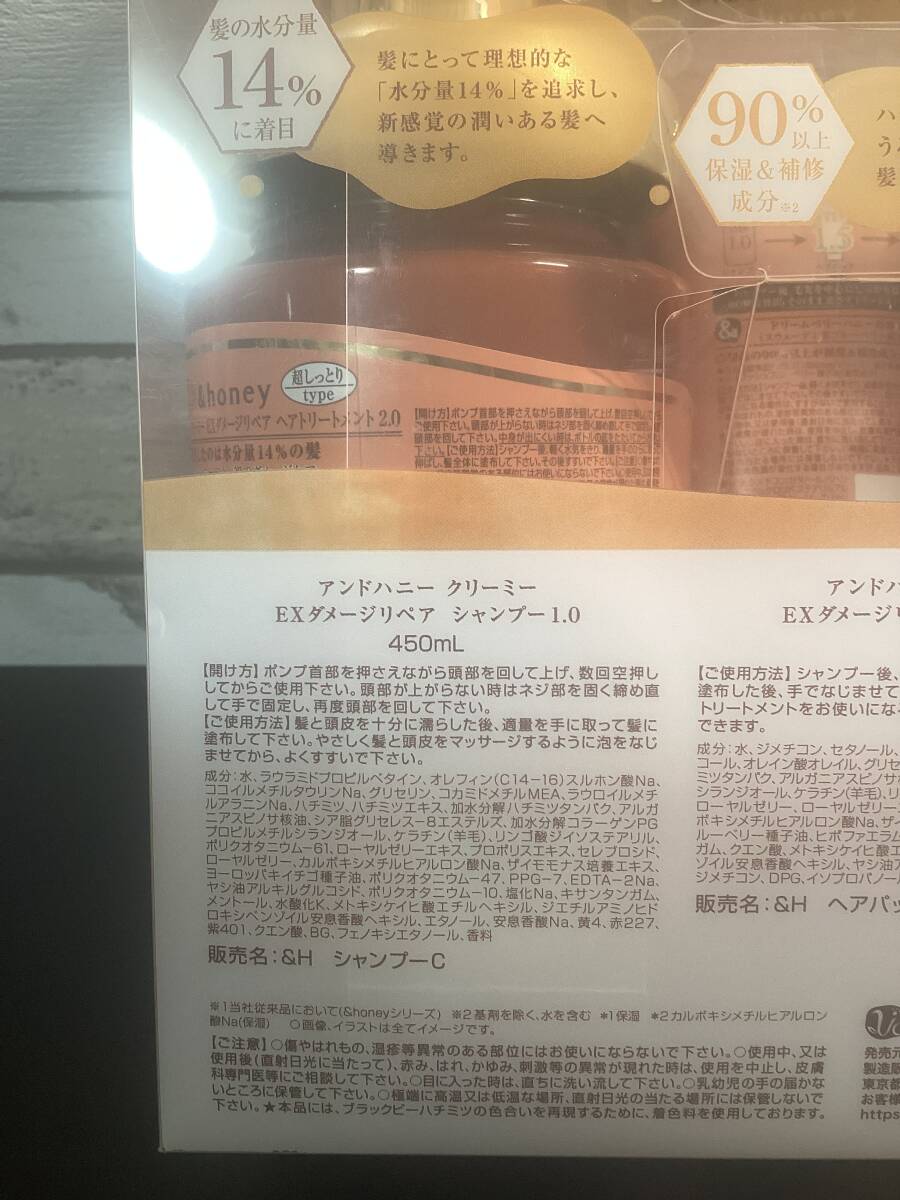 髪の水分量
14%
に着目
髪にとって理想的な
「水分量14%」を追求し、
新感覚の潤いある髪へ
導きます。
90%
以上
保湿&補修
成分※2
ハ
う
髪
1.0 → 1.5 →
&honey
超しっとり
type
EXダメージリペア ヘアトリートメント2.0
水分量14%の髪
【開け方】ポンプ首部を押さえながら頭部を回して上げ、数回空押し
アンドハニー クリーミー
EXダメージリペア シャンプー1.0
450mL
【開け方】ポンプ首部を押さえながら頭部を回して上げ、数回空押し
してからご使用下さい。頭部が上がらない時はネジ部を固く締め直
して手で固定し、再度頭部を回して下さい。
【ご使用方法】髪と頭皮を十分に濡らした後、適量を手に取って髪に
塗布して下さい。やさしく髪と頭皮をマッサージするように泡をなじ
ませてから、よくすすいで下さい。
成分:水、ラウラミドプロピルベタイン、オレフィン(C14-16)スルホン酸Na、
ココイルメチルタウリンNa、グリセリン、コカミドメチルMEA、ラウロイルメチ
ルアラニンNa、ハチミツ、ハチミツエキス、加水分解ハチミツタンパク、アルガ
ニアスピノサ核油、シア脂グリセレス-8エステルズ、加水分解コラーゲンPG
プロピルメチルシランジオール、ケラチン(羊毛)、リンゴ酸ジイソステアリル、
ポリクオタニウム-61、ローヤルゼリーエキス、プロポリスエキス、セレブロシド、
ローヤルゼリー、カルボキシメチルヒアルロン酸Na、ザイモモナス培養エキス、
ヨーロッパキイチゴ種子油、ポリクオタニウム-47、PPG-7、EDTA-2Na、
ヤシ油アルキルグルコシド、ポリクオタニウム-10、塩化Na、キサンタンガム、
メントール、水酸化K、メトキシケイヒ酸エチルヘキシル、ジエチルアミノヒド
ロキシベンゾイル安息香酸ヘキシル、エタノール、安息香酸Na、黄4、赤227、
紫401、クエン酸、BG、フェノキシエタノール、香料
販売名:&H シャンプーC
アンドハ
EXダメージリ
【ご使用方法】シャンプー後、
塗布した後、手でなじませて
トリートメントをお使いにな
できます。
成分:水、ジメチコン、セタノール、
コール、オレイン酸オレイル、グリセ
ミツタンパク、アルガニアスピノサ
シランジオール、ケラチン(羊毛)、リ
ローヤルゼリー、ローヤルゼリー
ボキシメチルヒアルロン酸Na、ザイ
ルーベリー種子油、ヒポファエラム
ガム、クエン酸、メトキシケイヒ酸エ
ゾイル安息香酸ヘキシル、ヤシ油ア
ジメチコン、DPG、イソプロパノール
販売名:&H ヘアパッ
※1当社従来品において(&honeyシリーズ) ※2基剤を除く、水を含む *1保湿 *2カルボキシメチルヒアルロン
酸Na(保湿) ○画像、イラストは全てイメージです。
【ご注意】○傷やはれもの、湿疹等異常のある部位にはお使いにならないで下さい。○使用中、又は
使用後(直射日光に当たって)、赤み、はれ、かゆみ、刺激等の異常が現れた時は、使用を中止し、皮膚
科専門医等にご相談して下さい。○目に入った時は、直ちに洗い流して下さい。○乳幼児の手の届かな
いところに保管して下さい。○極端に高温又は低温な場所、直射日光の当たる場所には保管しないで
下さい。★本品には、ブラックビーハチミツの色合いを再現するために、着色料を使用しております。
発売元
製造販
東京都
お客様
https